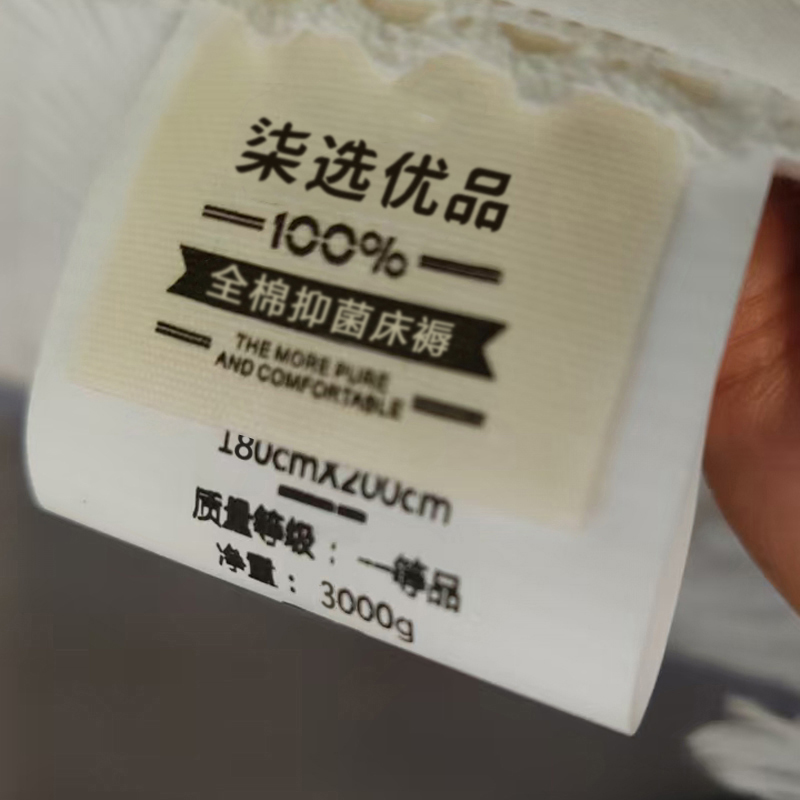 柒选优品
100%
全棉抑菌床褥
THE MORE PURE
AND COMFORTABLE
180cmX200cm
质量等级：一等品
净重：3000g